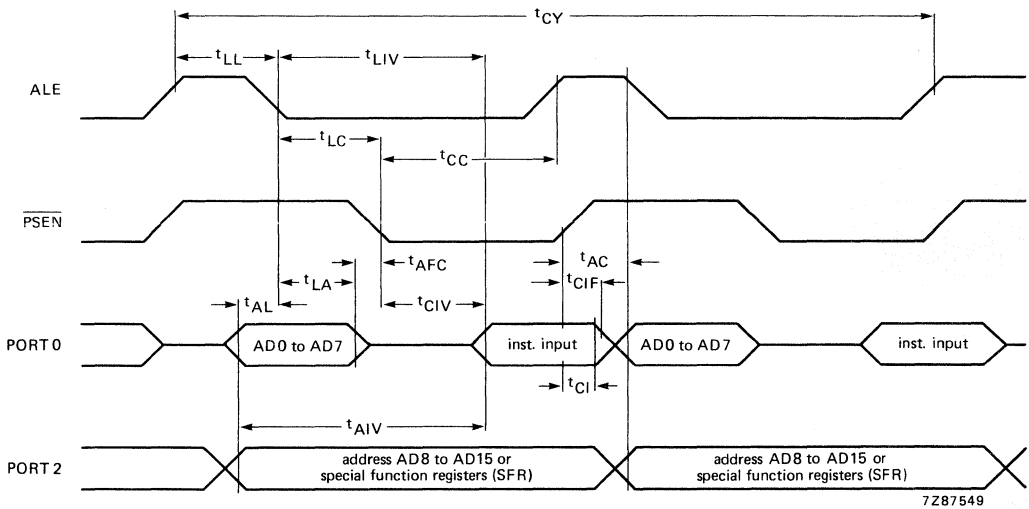 tCY
tLL
tLIV
ALE
tLC
tCC
PSEN
tAFC
tAC
tLA
tCIF
tAL
tCIV
PORT 0
AD0 to AD7
inst. input
AD0 to AD7
inst. input
tCI
tAIV
PORT 2
address AD8 to AD15 or
special function registers (SFR)
address AD8 to AD15 or
special function registers (SFR)
7Z87549